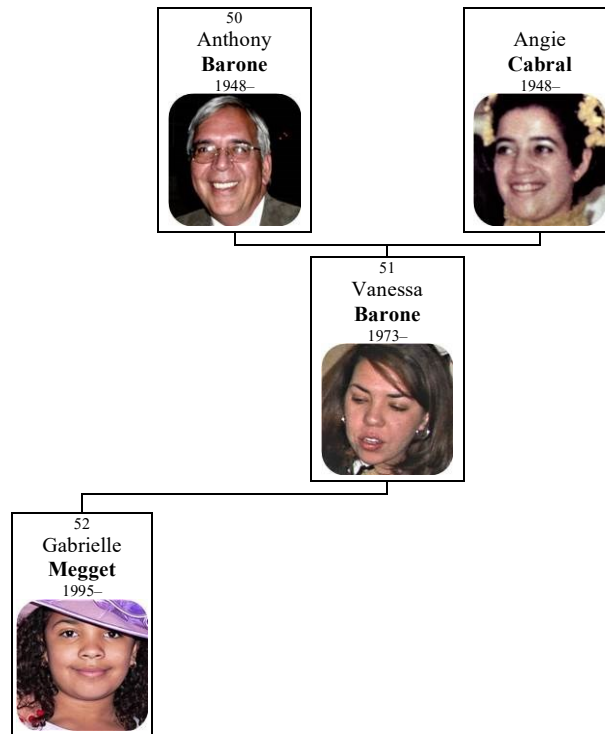 50
Anthony
Barone
1948–
Angie
Cabral
1948–
51
Vanessa
Barone
1973–
52
Gabrielle
Megget
1995–